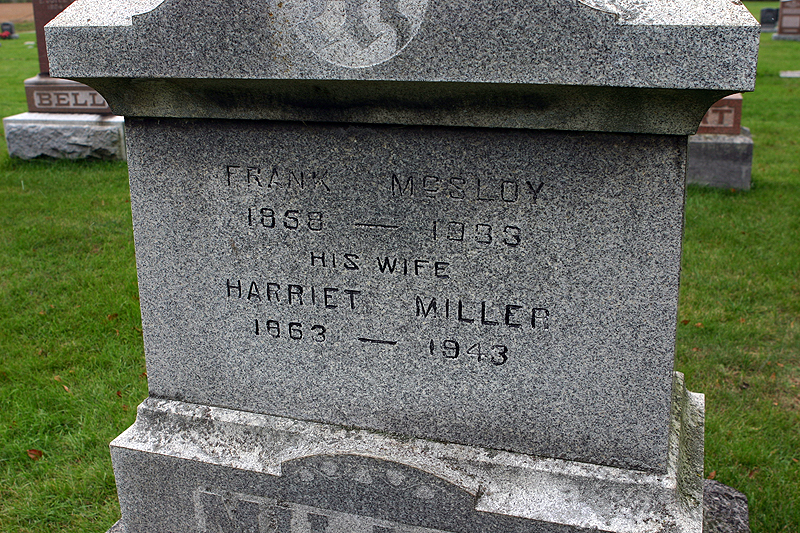 BELL
FRANK MCSLOY
1858 — 1933
HIS WIFE
HARRIET MILLER
1863 — 1943